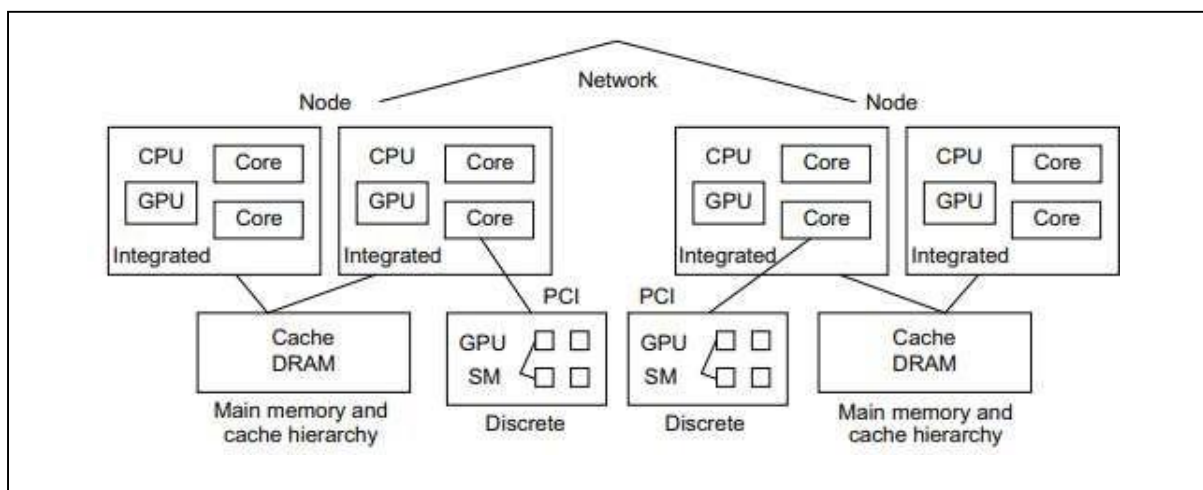 Network
Node
Node
CPU
Core
GPU
Core
Integrated
CPU
Core
GPU
Core
Integrated
CPU
Core
GPU
Core
Integrated
CPU
Core
GPU
Core
Integrated
PCI
PCI
Cache
DRAM
Main memory and
cache hierarchy
GPU
SM
Discrete
GPU
SM
Discrete
Cache
DRAM
Main memory and
cache hierarchy